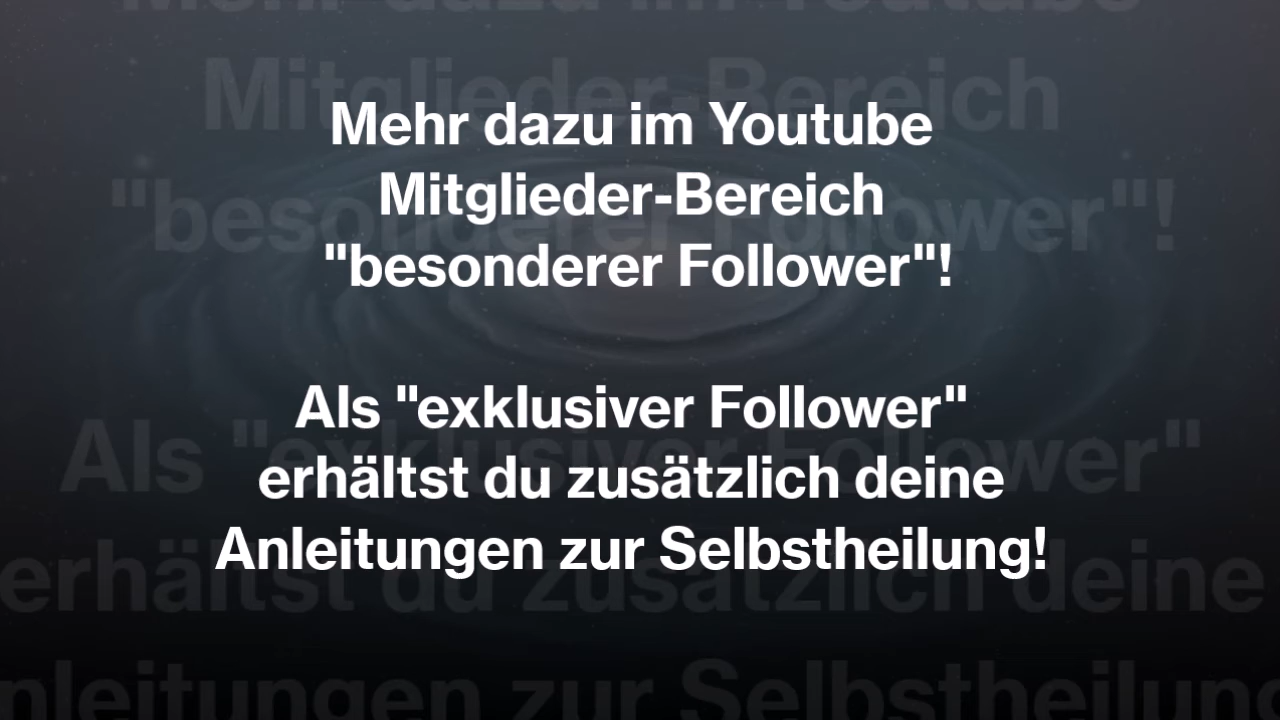 Mehr dazu im Youtube
Mitglieder-Bereich
"besonderer Follower"!
Als "exklusiver Follower"
erhältst du zusätzlich deine
Anleitungen zur Selbstheilung!